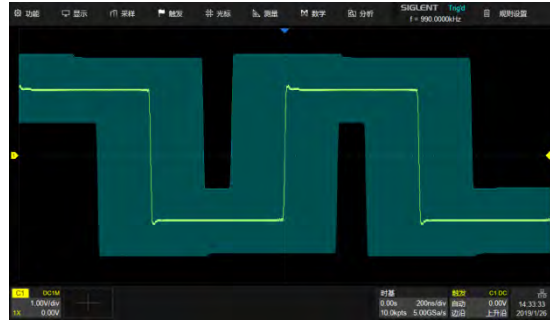 功能 显示 采样 触发 光标 测量 数学 分析 SIGLENT Trig'd 规则设置
f = 990.0000kHz
C1 DC1M
1.00V/div
1X 0.00V
时基
0.00s 200ns/div
10.0kpts 5.00GSa/s
触发 C1 DC
自动 0.00V
边沿 上升沿
14:33:33
2019/1/26